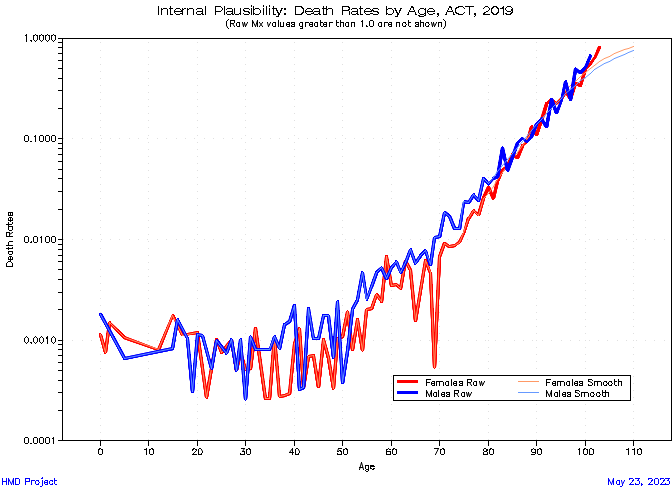 Internal Plausibility: Death Rates by Age, ACT, 2019
(Raw Mx values greater than 1.0 are not shown)
1.0000
0.1000
0.0100
0.0010
0.0001
Death Rates
0 10 20 30 40 50 60 70 80 90 100 110
Age
Females Raw Females Smooth
Males Raw Males Smooth
HMD Project May 23, 2023